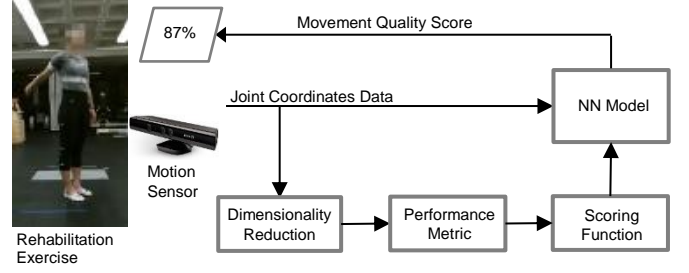 87%
Movement Quality Score
Joint Coordinates Data
NN Model
Motion
Sensor
Dimensionality
Reduction
Performance
Metric
Scoring
Function
Rehabilitation
Exercise